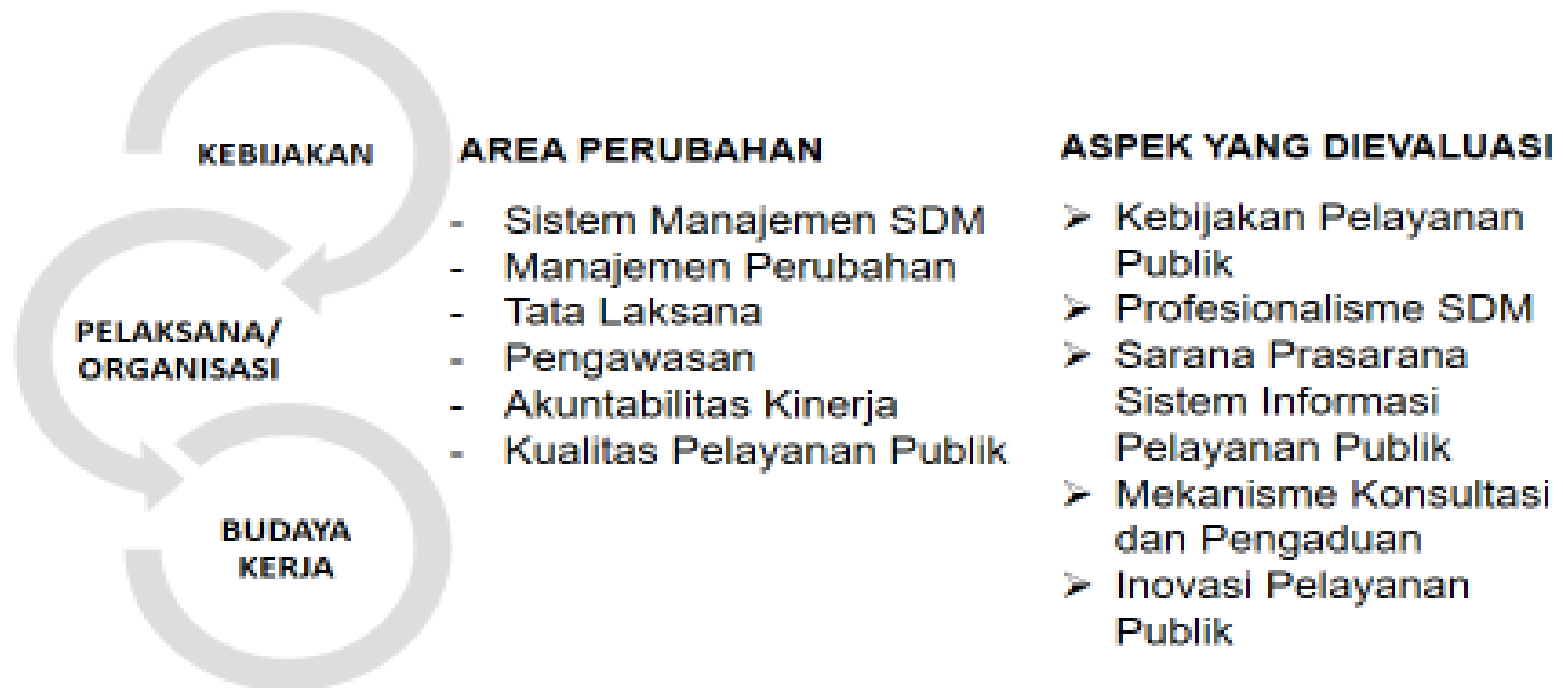 KEBIJAKAN
PELAKSANA/
ORGANISASI
BUDAYA
KERJA
AREA PERUBAHAN
- Sistem Manajemen SDM
- Manajemen Perubahan
- Tata Laksana
- Pengawasan
- Akuntabilitas Kinerja
- Kualitas Pelayanan Publik
ASPEK YANG DIEVALUASI
➢ Kebijakan Pelayanan
Publik
➢ Profesionalisme SDM
➢ Sarana Prasarana
Sistem Informasi
Pelayanan Publik
➢ Mekanisme Konsultasi
dan Pengaduan
➢ Inovasi Pelayanan
Publik